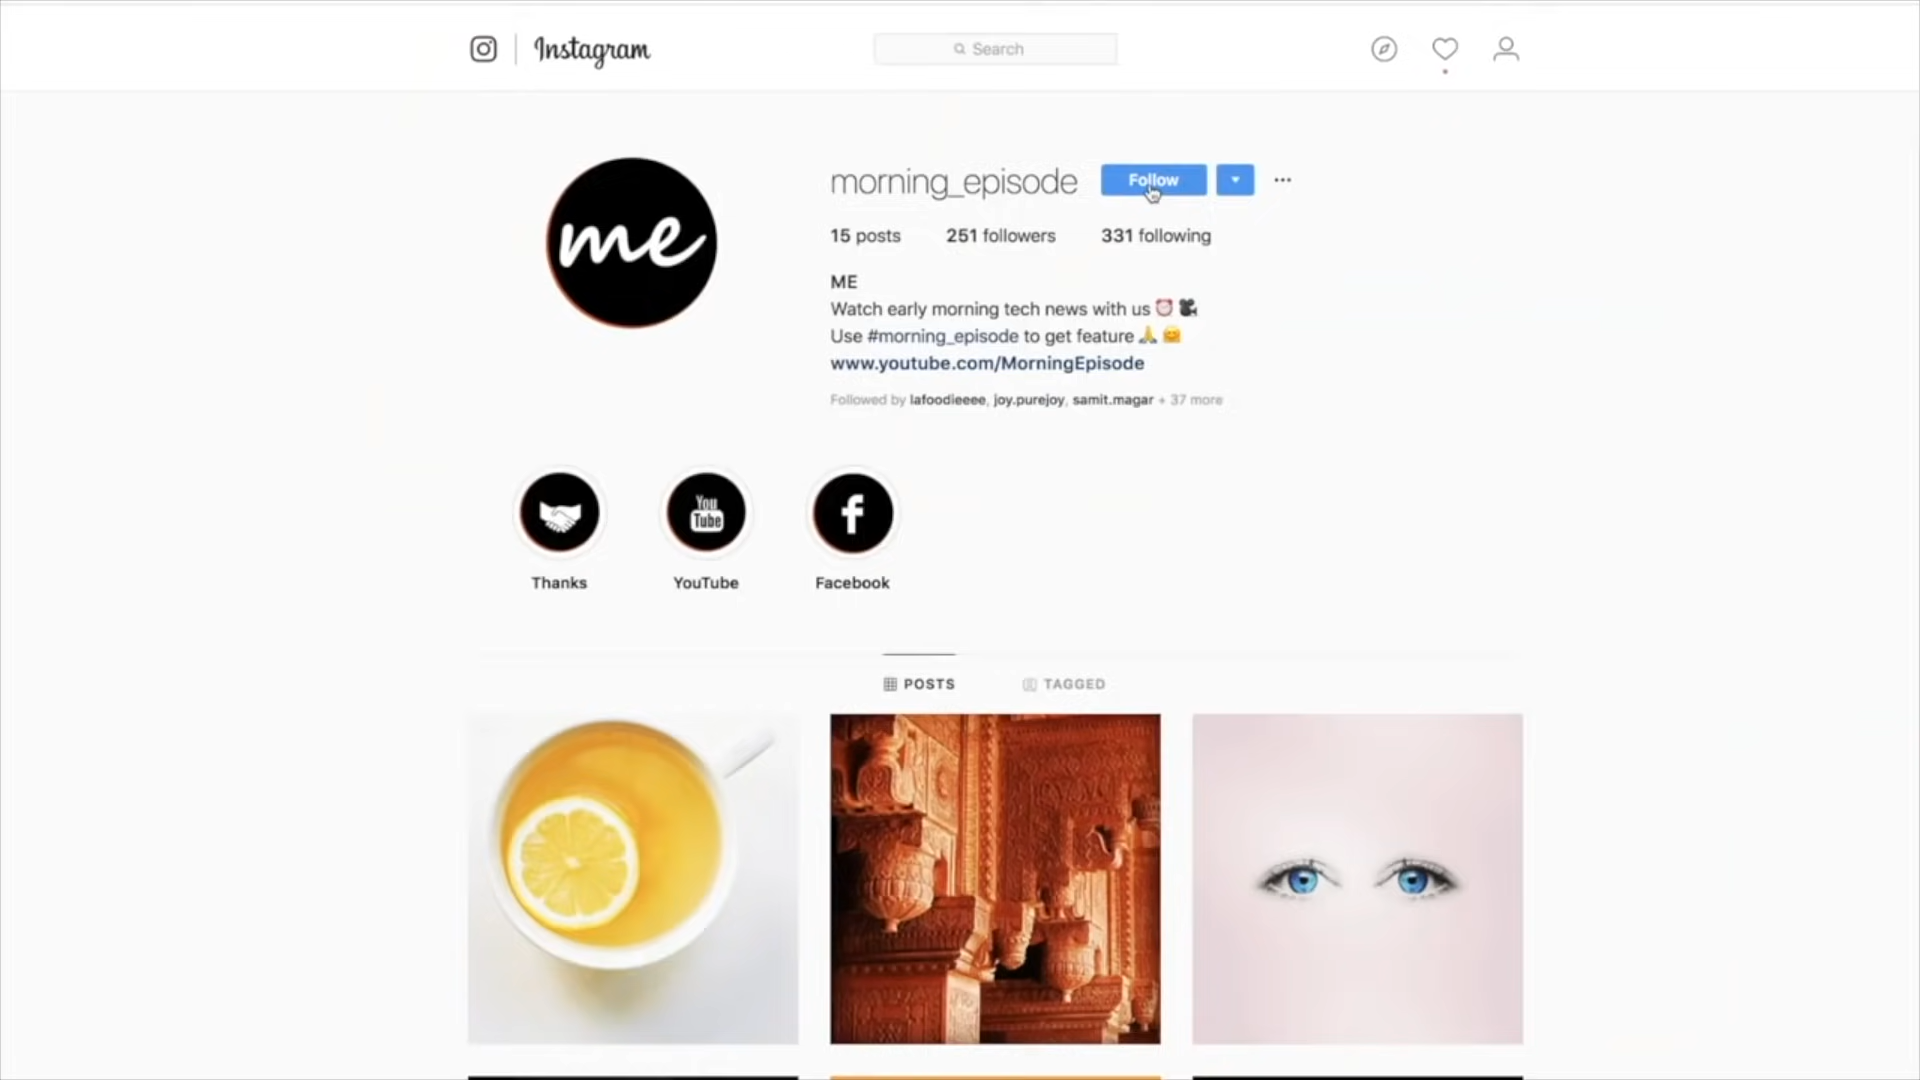 Instagram
Search
me
morning_episode Follow
15 posts 251 followers 331 following
ME
Watch early morning tech news with us
Use #morning_episode to get feature
www.youtube.com/MorningEpisode
Followed by lafoodieeee, joy.purejoy, samit.magar + 37 more
You
Tube
f
Thanks YouTube Facebook
POSTS TAGGED